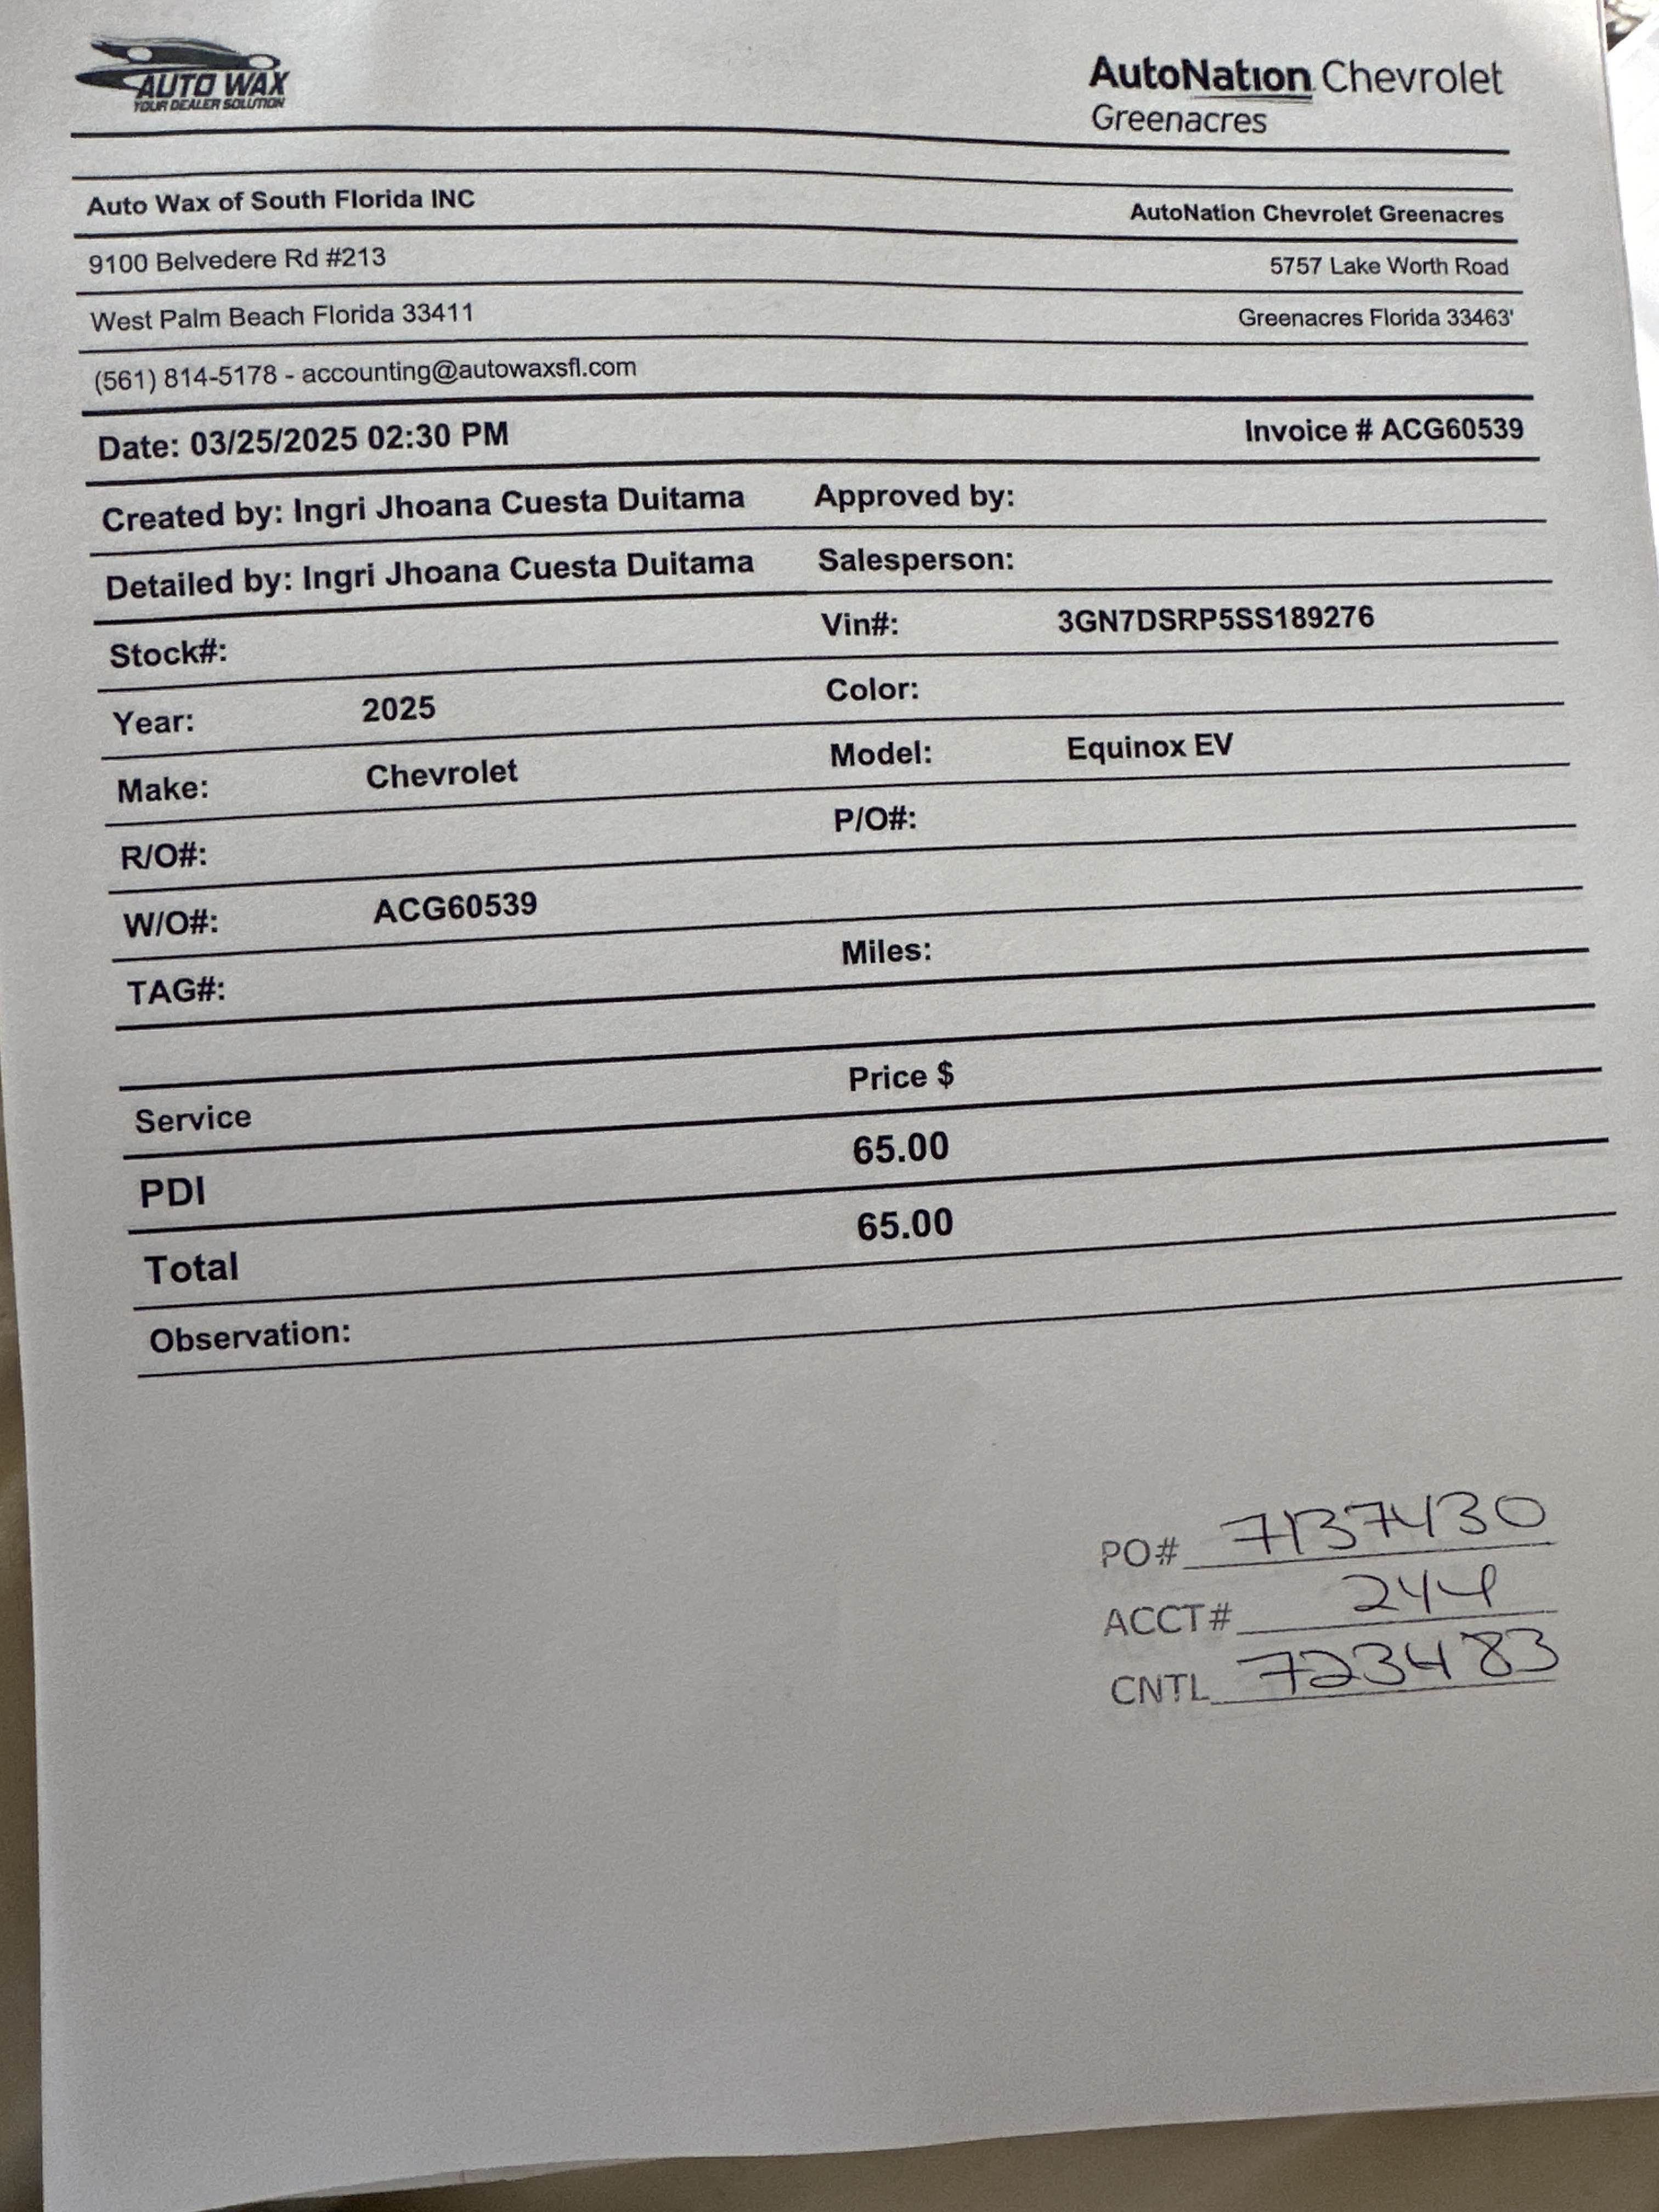 AUTO WAX
YOUR DEALER SOLUTION
AutoNation Chevrolet
Greenacres
Auto Wax of South Florida INC
AutoNation Chevrolet Greenacres
9100 Belvedere Rd #213
5757 Lake Worth Road
West Palm Beach Florida 33411
Greenacres Florida 33463'
(561) 814-5178 - accounting@autowaxsfl.com
Date: 03/25/2025 02:30 PM
Invoice # ACG60539
Created by: Ingri Jhoana Cuesta Duitama
Approved by:
Detailed by: Ingri Jhoana Cuesta Duitama
Salesperson:
Stock#:
Vin#: 3GN7DSRP5SS189276
Year: 2025
Color:
Make: Chevrolet
Model: Equinox EV
R/O#:
P/O#:
W/O#: ACG60539
TAG#:
Miles:
Service Price $
PDI 65.00
Total 65.00
Observation:
PO# 7137430
ACCT# 244
CNTL 723483